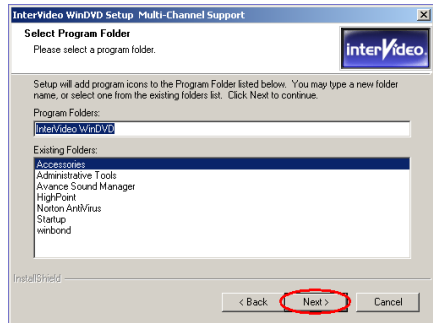 InterVideo WinDVD Setup Multi-Channel Support
Select Program Folder
Please select a program folder.
interVideo.
Setup will add program icons to the Program Folder listed below. You may type a new folder
name, or select one from the existing folders list. Click Next to continue.
Program Folders:
InterVideo WinDVD
Existing Folders:
Accessories
Administrative Tools
Avance Sound Manager
HighPoint
Norton AntiVirus
Startup
winbond
InstallShield
< Back
Next >
Cancel